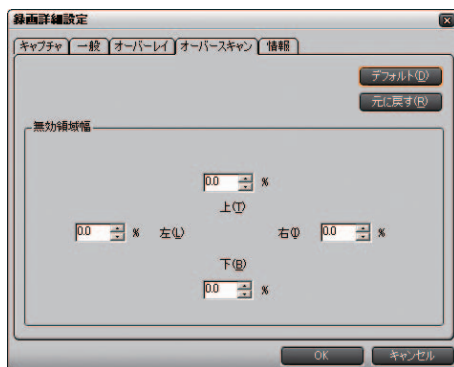 録画詳細設定
キャプチャ 一般 オーバーレイ オーバースキャン 情報
デフォルト(D)
元に戻す(R)
無効領域幅
0.0 %
上(T)
0.0 % 左(L) 右(I) 0.0 %
下(B)
0.0 %
OK キャンセル